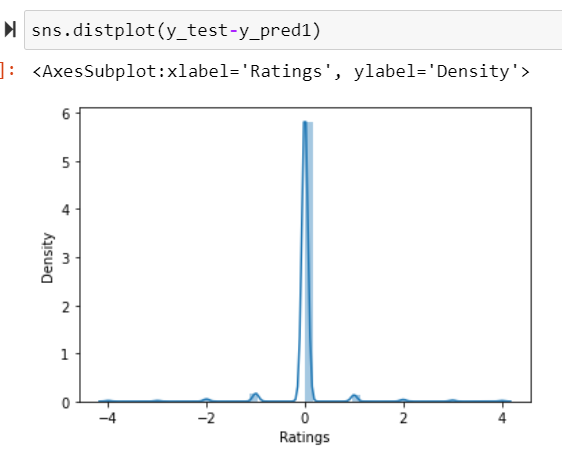 sns.distplot(y_test-y_pred1)
]: <AxesSubplot:xlabel='Ratings', ylabel='Density'>
6
5
4
3
2
1
0
Density
−4 −2 0 2 4
Ratings